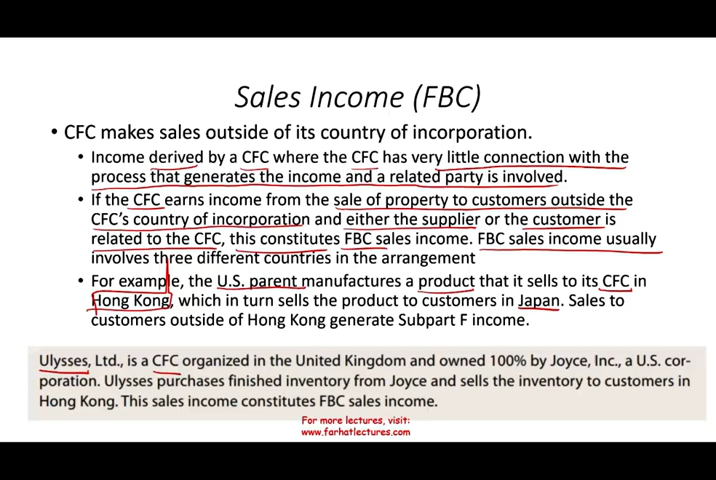 Sales Income (FBC)
• CFC makes sales outside of its country of incorporation.
• Income derived by a CFC where the CFC has very little connection with the
process that generates the income and a related party is involved.
• If the CFC earns income from the sale of property to customers outside the
CFC's country of incorporation and either the supplier or the customer is
related to the CFC, this constitutes FBC sales income. FBC sales income usually
involves three different countries in the arrangement
• For example, the U.S. parent manufactures a product that it sells to its CFC in
Hong Kong, which in turn sells the product to customers in Japan. Sales to
customers outside of Hong Kong generate Subpart F income.
Ulysses, Ltd., is a CFC organized in the United Kingdom and owned 100% by Joyce, Inc., a U.S. cor-
poration. Ulysses purchases finished inventory from Joyce and sells the inventory to customers in
Hong Kong. This sales income constitutes FBC sales income.
For more lectures, visit:
www.farhatlectures.com